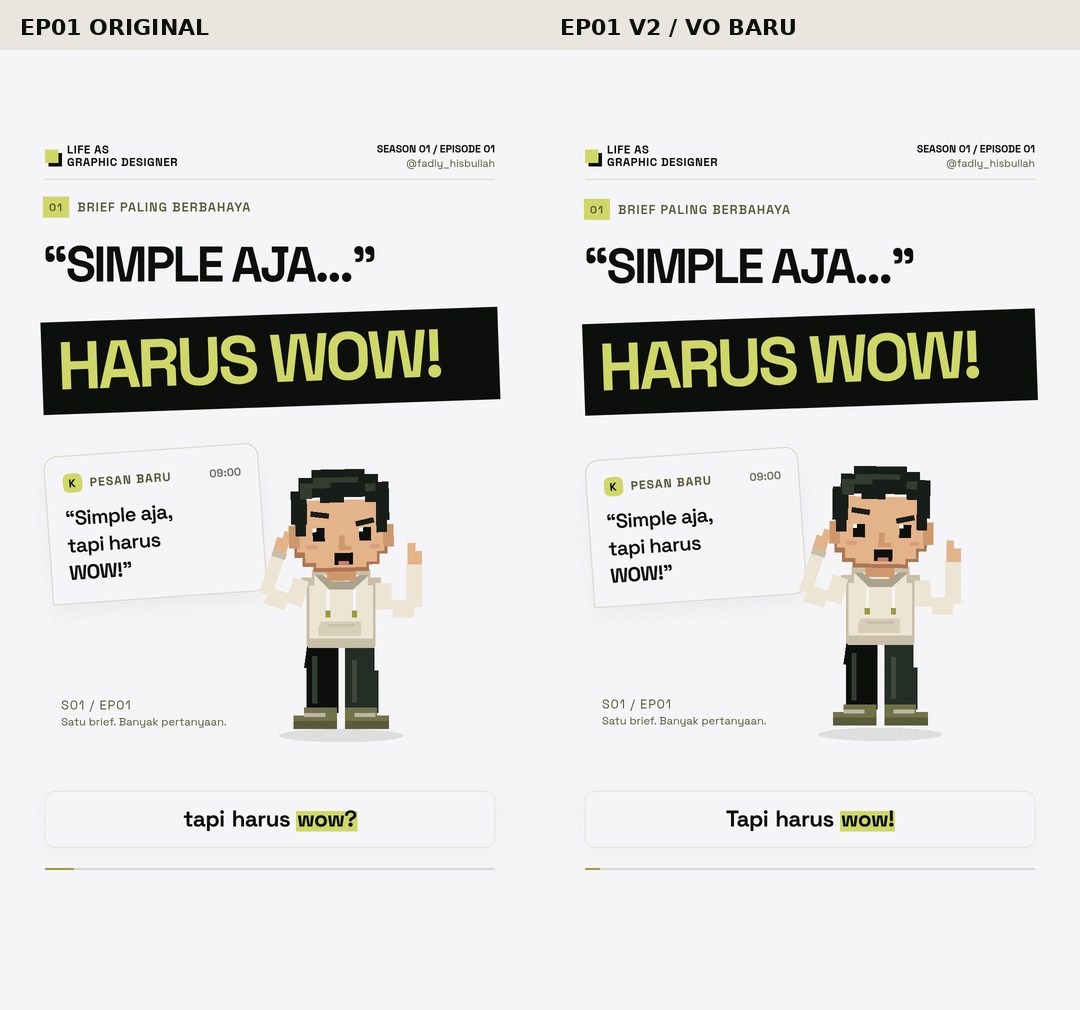 EP01 ORIGINAL
LIFE AS
GRAPHIC DESIGNER
SEASON 01 / EPISODE 01
@fadly_hisbullah
01 BRIEF PALING BERBAHAYA
“SIMPLE AJA...”
HARUS WOW!
K PESAN BARU 09:00
“Simple aja,
tapi harus
WOW!”
S01 / EP01
Satu brief. Banyak pertanyaan.
tapi harus wow?
EP01 V2 / VO BARU
LIFE AS
GRAPHIC DESIGNER
SEASON 01 / EPISODE 01
@fadly_hisbullah
01 BRIEF PALING BERBAHAYA
“SIMPLE AJA...”
HARUS WOW!
K PESAN BARU 09:00
“Simple aja,
tapi harus
WOW!”
S01 / EP01
Satu brief. Banyak pertanyaan.
Tapi harus wow!